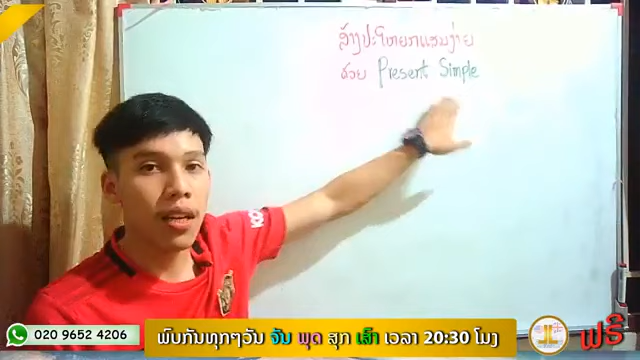 ສ້າງປະໂຫຍກແສນງ່າຍ
ດ້ວຍ Present Simple
KOHLER
020 9652 4206
ພົບກັນທຸກໆວັນ ຈັນ ພຸດ ສຸກ ເສົາ ເວລາ 20:30 ໂມງ
ຟຣີ